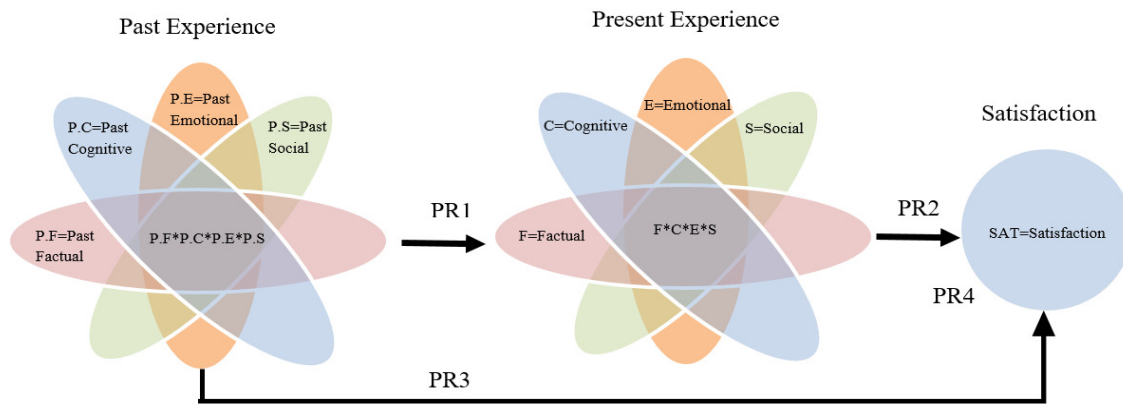 Past Experience
Present Experience
Satisfaction
P.C=Past
Cognitive
P.E=Past
Emotional
P.S=Past
Social
P.F=Past
Factual
P.F*P.C*P.E*P.S
PR1
C=Cognitive
E=Emotional
S=Social
F=Factual
F*C*E*S
PR2
SAT=Satisfaction
PR4
PR3